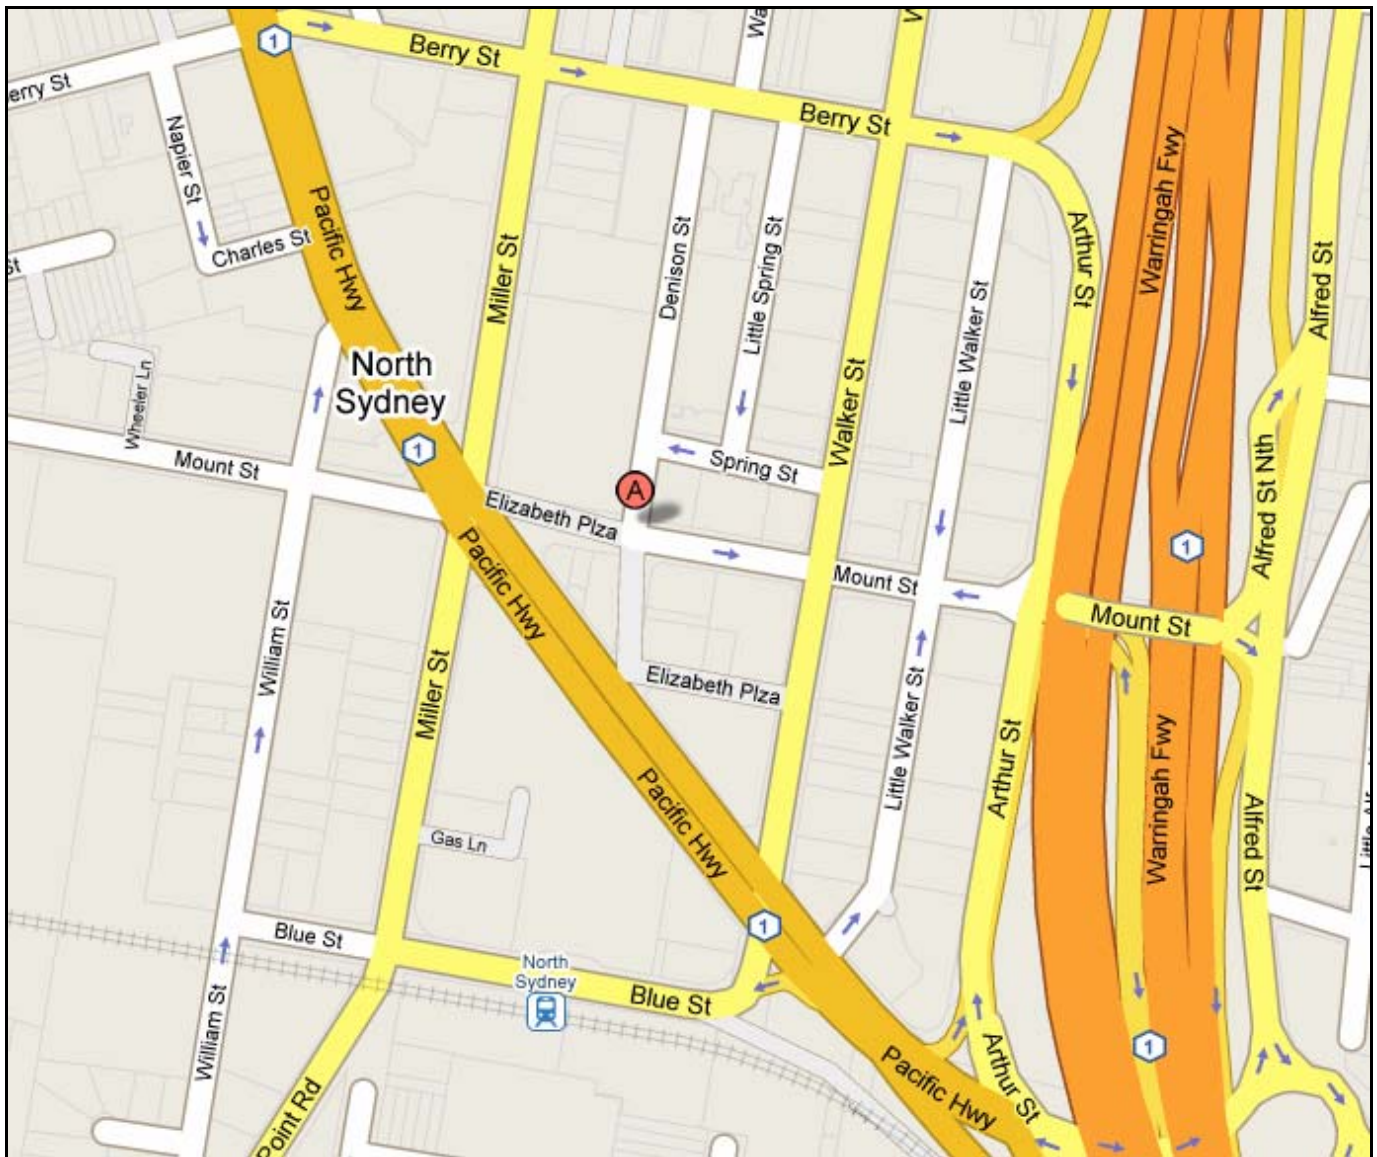 1
Berry St
W
erry St
Berry St
Napier St
Pacific Hwy
Charles St
St
Miller St
Denison St
Little Spring St
Arthur St
Warringah Fwy
Alfred St
Little Walker St
North
Sydney
Wheeler Ln
Walker St
1
Mount St
Spring St
Alfred St Nth
A
Elizabeth Plza
1
Pacific Hwy
Mount St
Mount St
William St
Miller St
Elizabeth Plza
Little Walker St
Arthur St
Warringah Fwy
Pacific Hwy
Gas Ln
Alfred St
1
Blue St
North
Sydney
Blue St
William St
1
Arthur St
Pacific Hwy
Point Rd